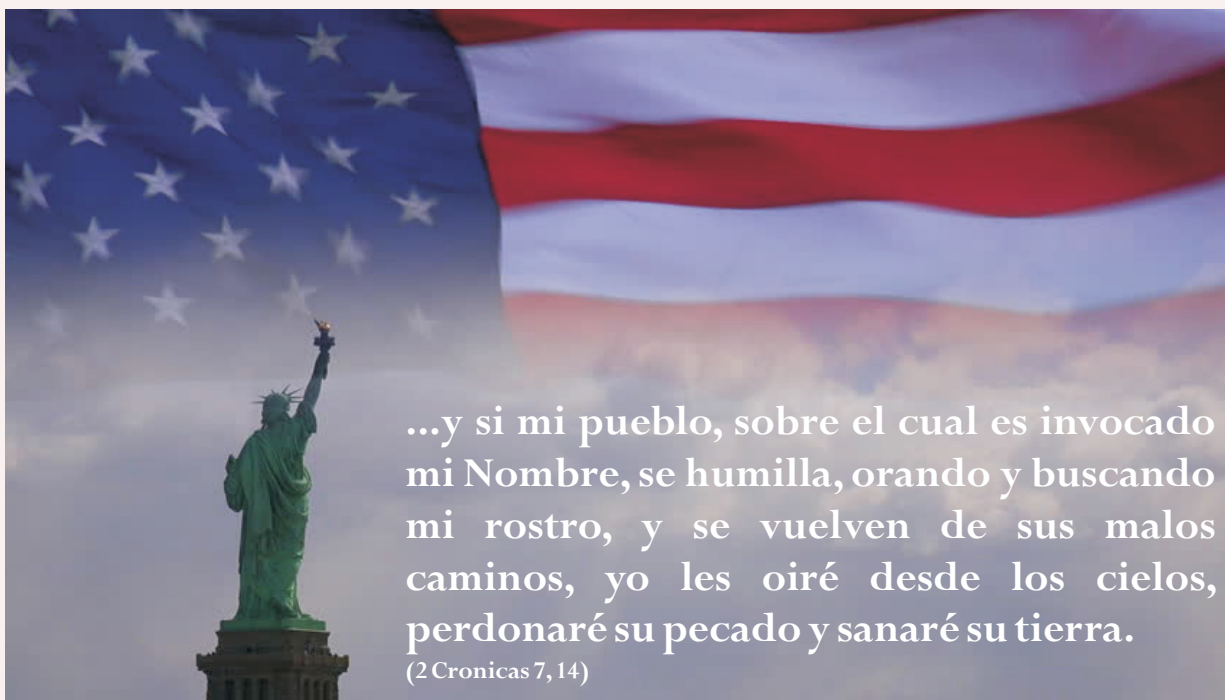 ...y si mi pueblo, sobre el cual es invocado
mi Nombre, se humilla, orando y buscando
mi rostro, y se vuelven de sus malos
caminos, yo les oiré desde los cielos,
perdonaré su pecado y sanaré su tierra.
(2 Cronicas 7, 14)